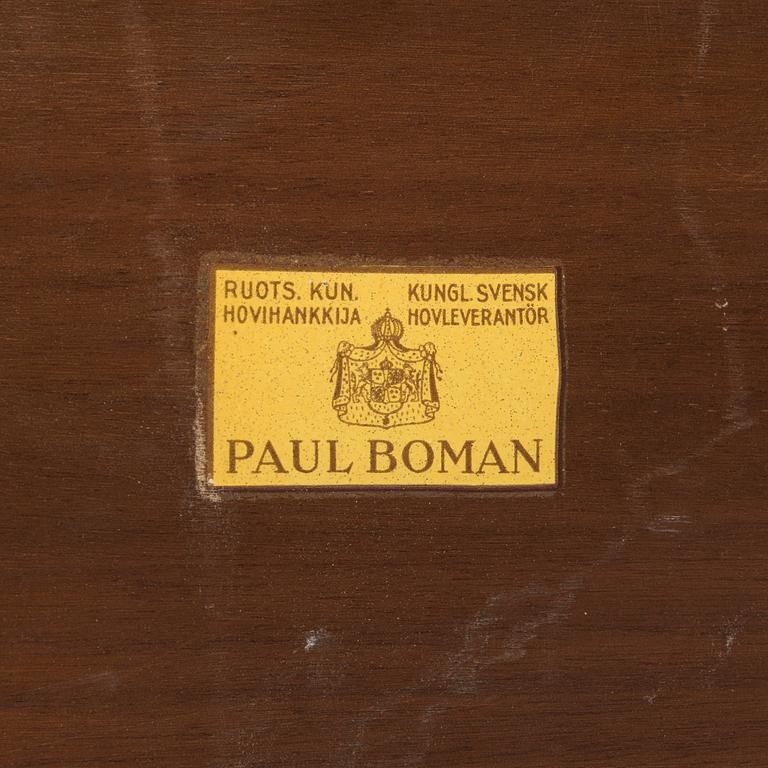 RUOTS. KUN.
HOVIHANKKIJA
KUNGL. SVENSK
HOVLEVERANTÖR
PAUL BOMAN